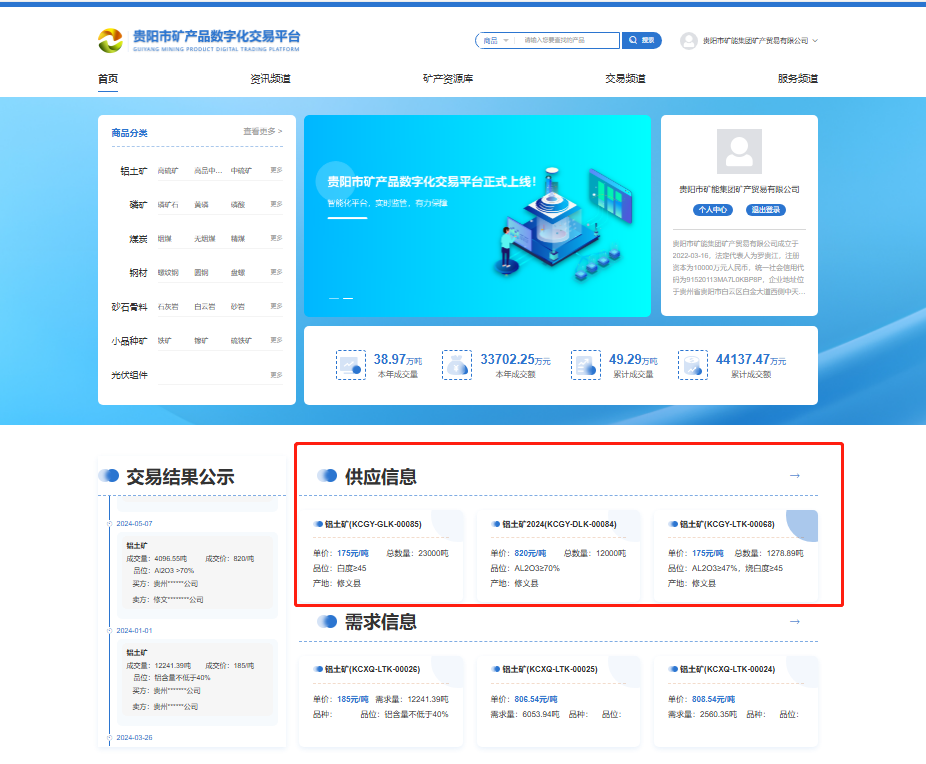 贵阳市矿产品数字化交易平台
GUIYANG MINING PRODUCT DIGITAL TRADING PLATFORM
商品
请输入您要查找的产品
搜索
贵阳市矿能集团矿产贸易有限公司
首页
资讯频道
矿产资源库
交易频道
服务频道
商品分类
查看更多 >
铝土矿 高硫矿 商品中... 中硫矿 更多
磷矿 磷矿石 黄磷 磷酸 更多
煤炭 烟煤 无烟煤 精煤 更多
钢材 螺纹钢 圆钢 盘螺 更多
砂石骨料 石灰岩 白云岩 砂岩 更多
小品种矿 铁矿 锰矿 硫铁矿 更多
光伏组件 更多
贵阳市矿产品数字化交易平台正式上线!
智能化平台、实时监管、有力保障
贵阳市矿能集团矿产贸易有限公司
个人中心 退出登录
贵阳市矿能集团矿产贸易有限公司成立于
2022-03-16，法定代表人为罗贵江，注册
资本为10000万元人民币，统一社会信用代
码为91520113MA7L0KBP8P，企业地址位
于贵州省贵阳市白云区白金大道西侧中天...
38.97万吨
本年成交量
33702.25万元
本年成交额
49.29万吨
累计成交量
44137.47万元
累计成交额
交易结果公示
2024-05-07
铝土矿
成交量：4096.55吨 成交价：820/吨
品位：Al2O3 >70%
买方：贵州******公司
卖方：修文********公司
2024-01-01
铝土矿
成交量：12241.39吨 成交价：185/吨
品位：铝含量不低于40%
买方：贵州*******公司
卖方：贵州******公司
2024-03-26
供应信息
→
铝土矿(KCGY-GLK-00085)
单价：175元/吨 总数量：23000吨
品位：白度≥45
产地：修文县
铝土矿2024(KCGY-DLK-00084)
单价：820元/吨 总数量：12000吨
品位：AL2O3≥70%
产地：修文县
铝土矿(KCGY-LTK-00068)
单价：175元/吨 总数量：1278.89吨
品位：AL2O3≥47%，烧白度≥45
产地：修文县
需求信息
→
铝土矿(KCXQ-LTK-00026)
单价：185元/吨 需求量：12241.39吨
品种： 品位：铝含量不低于40%
铝土矿(KCXQ-LTK-00025)
单价：806.54元/吨
需求量：6053.94吨 品种： 品位：
铝土矿(KCXQ-LTK-00024)
单价：808.54元/吨
需求量：2560.35吨 品种： 品位：